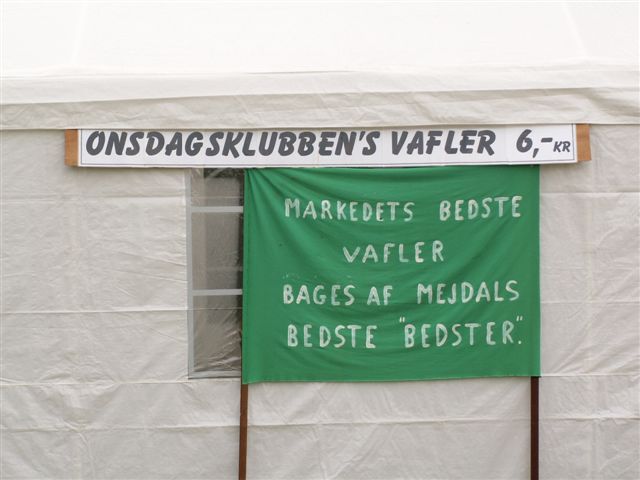 ONSDAGSKLUBBEN'S VAFLER 6,- KR
MARKEDETS BEDSTE
VAFLER
BAGES AF MEJDALS
BEDSTE "BEDSTER".